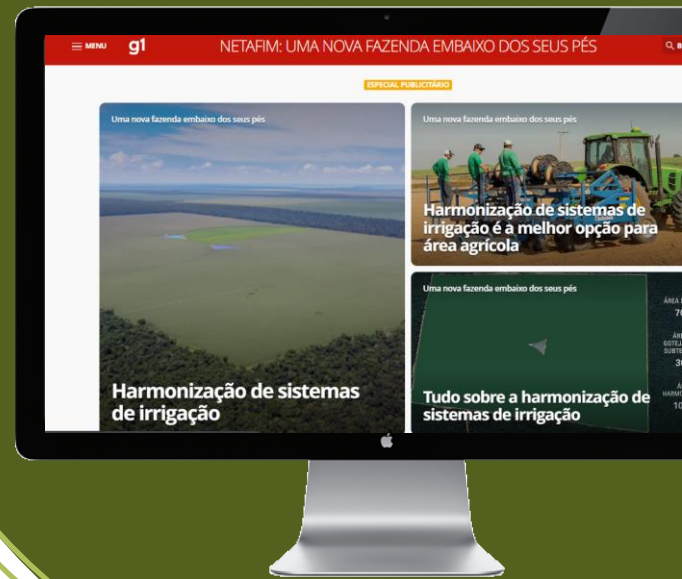 MENU
g1
NETAFIM: UMA NOVA FAZENDA EMBAIXO DOS SEUS PÉS
ESPECIAL PUBLICITÁRIO
Uma nova fazenda embaixo dos seus pés
Harmonização de sistemas
de irrigação
Uma nova fazenda embaixo dos seus pés
Harmonização de sistemas de
irrigação é a melhor opção para
área agrícola
Uma nova fazenda embaixo dos seus pés
Tudo sobre a harmonização de
sistemas de irrigação